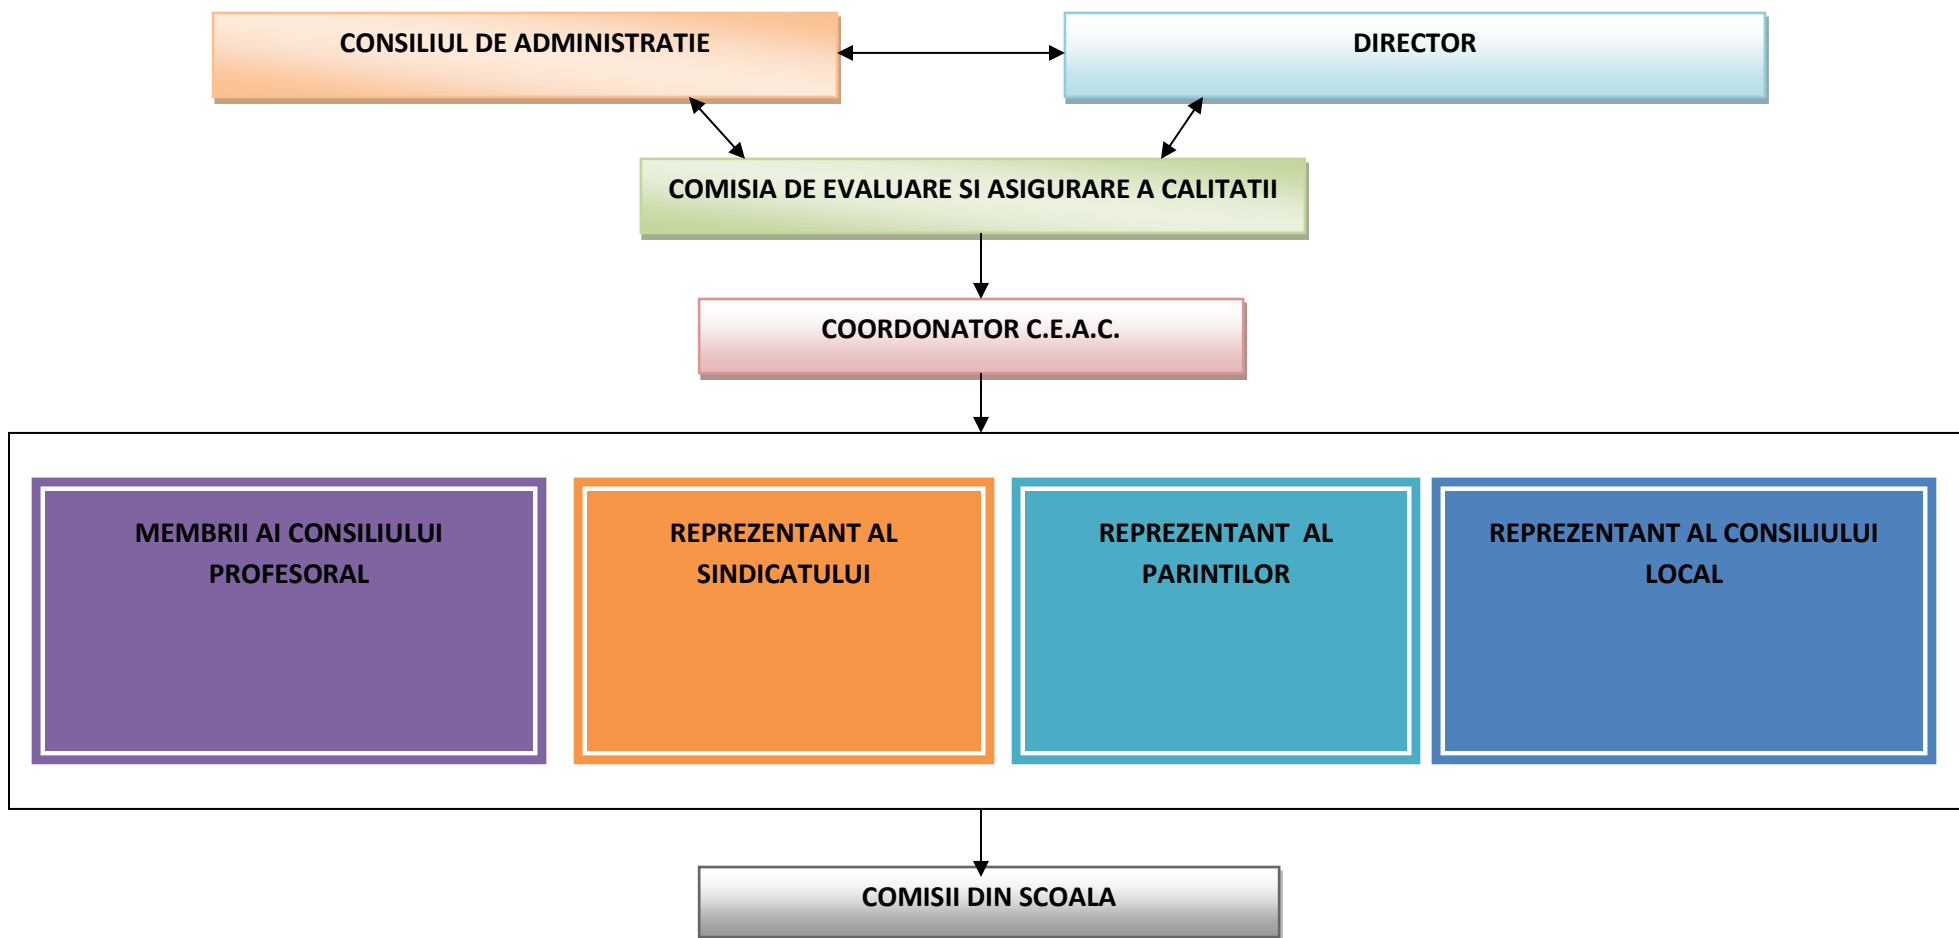 CONSILIUL DE ADMINISTRATIE
DIRECTOR
COMISIA DE EVALUARE SI ASIGURARE A CALITATII
COORDONATOR C.E.A.C.
MEMBRII AI CONSILIULUI
PROFESORAL
REPREZENTANT AL
SINDICATULUI
REPREZENTANT  AL
PARINTILOR
REPREZENTANT AL CONSILIULUI
LOCAL
COMISII DIN SCOALA